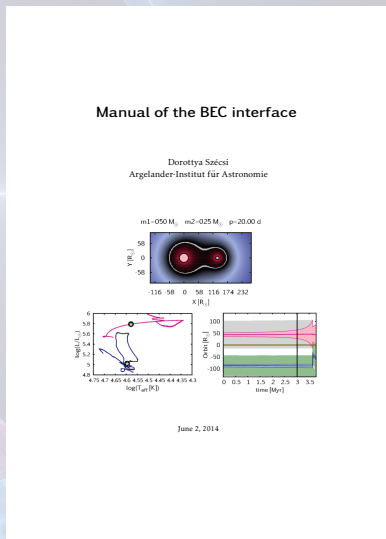 Manual of the BEC interface
Dorottya Szécsi
Argelander-Institut für Astronomie
m1=050 M☉ m2=025 M☉ p=20.00 d
Y [R☉]
58
0
-58
-116 -58 0 58 116 174 232
X [R☉]
log(L/L☉)
6
5.8
5.6
5.4
5.2
5
4.8
4.75 4.7 4.65 4.6 4.55 4.5 4.45 4.4 4.35 4.3
log(Teff [K])
Orbit [R☉]
100
50
0
-50
-100
0 0.5 1 1.5 2 2.5 3 3.5
time [Myr]
June 2, 2014